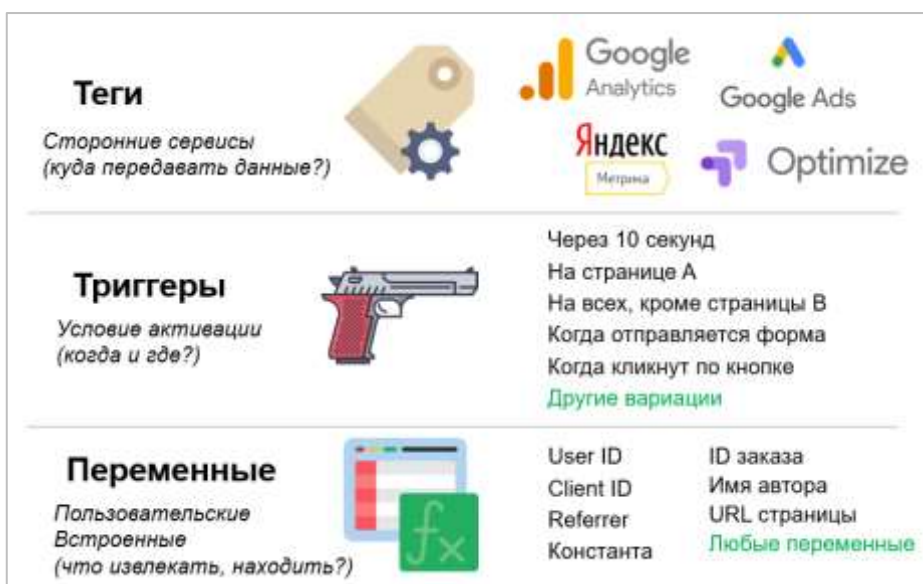 Теги
Сторонние сервисы
(куда передавать данные?)
Google
Analytics
Google Ads
Яндекс
Метрика
Optimize
Триггеры
Условие активации
(когда и где?)
Через 10 секунд
На странице A
На всех, кроме страницы B
Когда отправляется форма
Когда кликнут по кнопке
Другие вариации
Переменные
Пользовательские
Встроенные
(что извлекать, находить?)
fx
User ID
Client ID
Referrer
Константа
ID заказа
Имя автора
URL страницы
Любые переменные